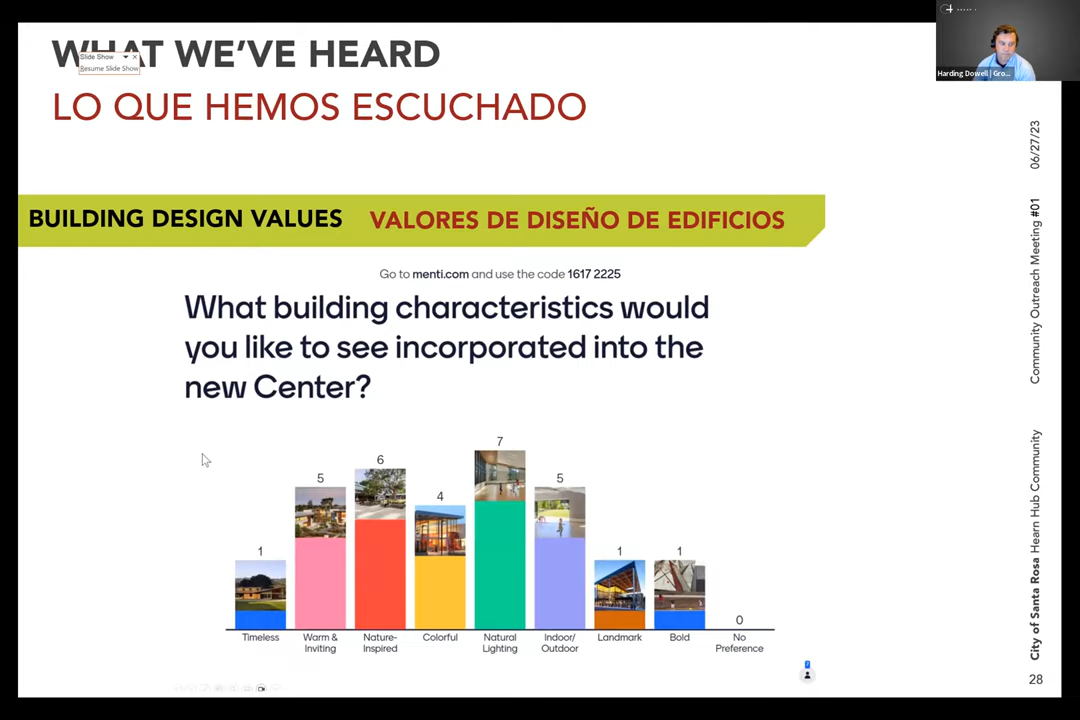 WHAT WE'VE HEARD
Slide Show
Resume Slide Show
LO QUE HEMOS ESCUCHADO
BUILDING DESIGN VALUES VALORES DE DISEÑO DE EDIFICIOS
Go to menti.com and use the code 1617 2225
What building characteristics would
you like to see incorporated into the
new Center?
1
5
6
4
7
5
1
1
0
Timeless
Warm &
Inviting
Nature-
Inspired
Colorful
Natural
Lighting
Indoor/
Outdoor
Landmark
Bold
No
Preference
Harding Dowell | Gro...
06/27/23
Community Outreach Meeting #01
City of Santa Rosa Hearn Hub Community
28